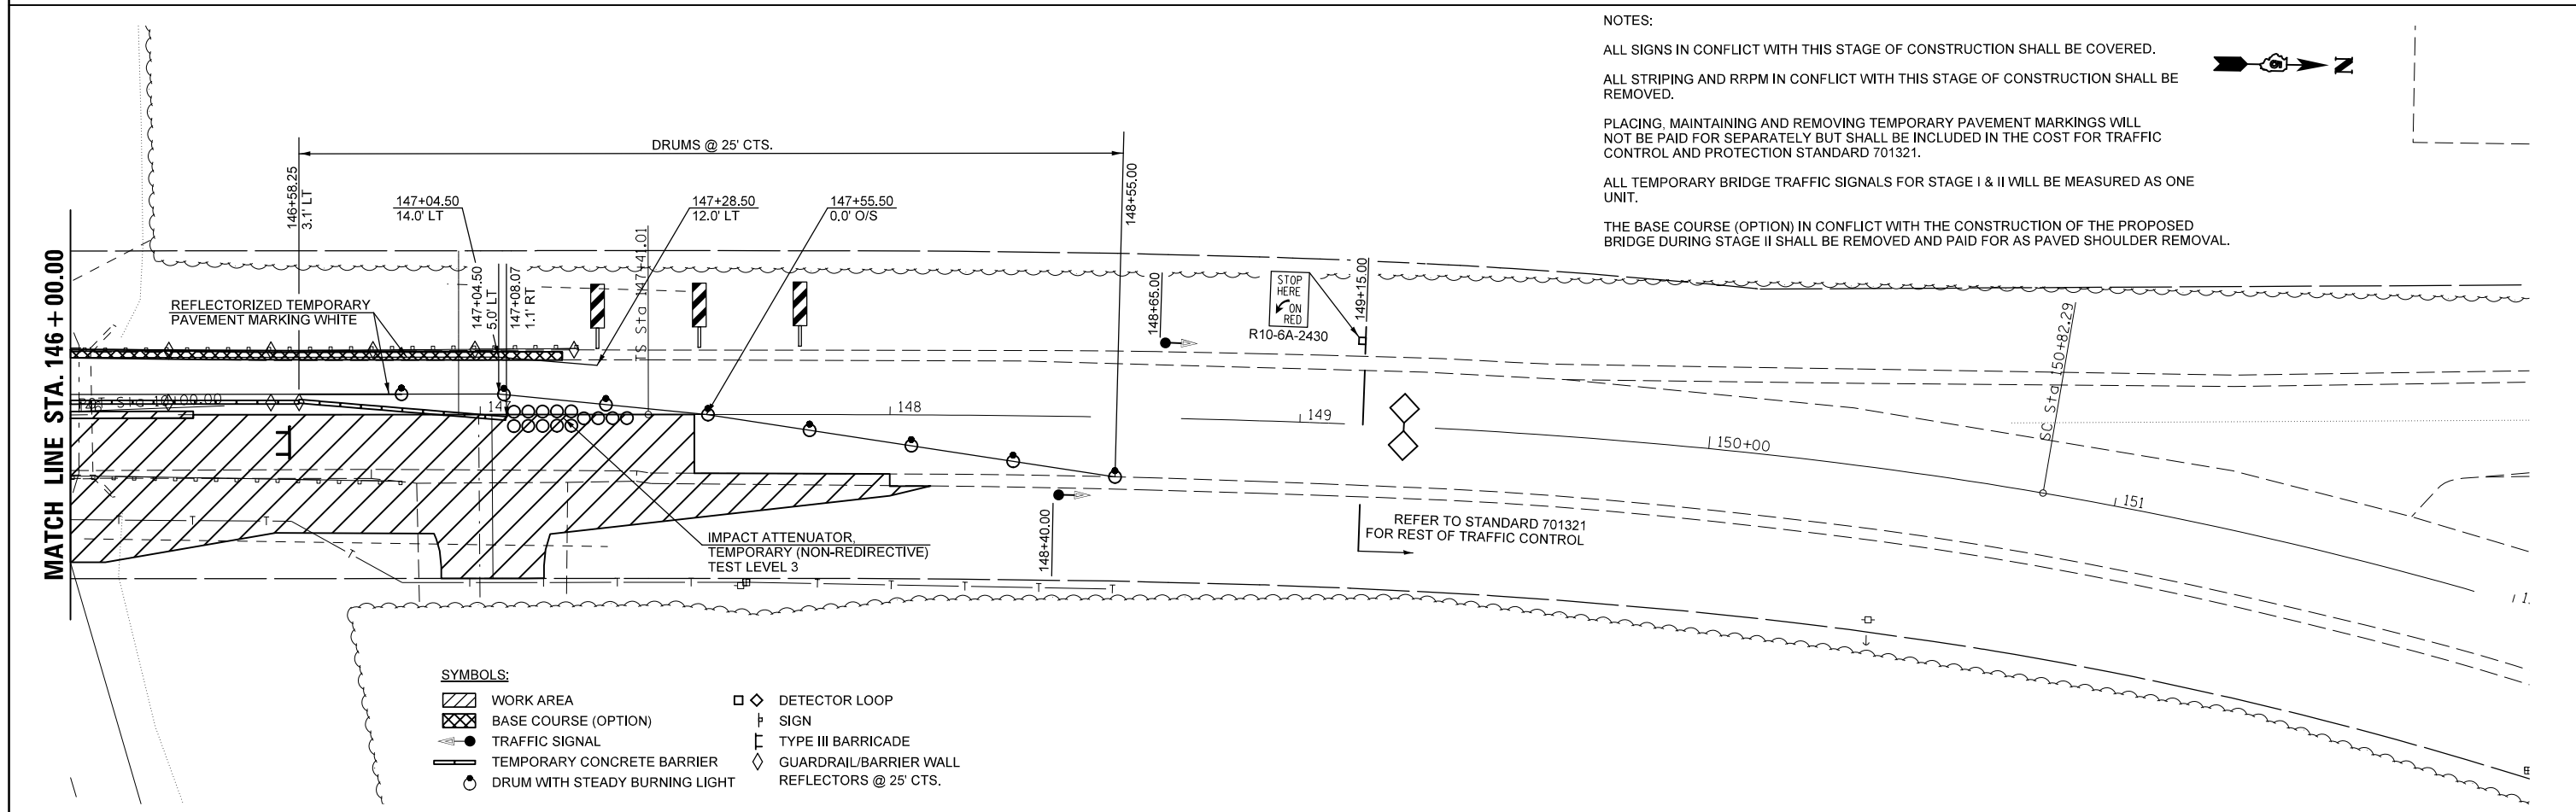 NOTES:
ALL SIGNS IN CONFLICT WITH THIS STAGE OF CONSTRUCTION SHALL BE COVERED.
ALL STRIPING AND RRPM IN CONFLICT WITH THIS STAGE OF CONSTRUCTION SHALL BE
REMOVED.
PLACING, MAINTAINING AND REMOVING TEMPORARY PAVEMENT MARKINGS WILL
NOT BE PAID FOR SEPARATELY BUT SHALL BE INCLUDED IN THE COST FOR TRAFFIC
CONTROL AND PROTECTION STANDARD 701321.
ALL TEMPORARY BRIDGE TRAFFIC SIGNALS FOR STAGE I & II WILL BE MEASURED AS ONE
UNIT.
THE BASE COURSE (OPTION) IN CONFLICT WITH THE CONSTRUCTION OF THE PROPOSED
BRIDGE DURING STAGE II SHALL BE REMOVED AND PAID FOR AS PAVED SHOULDER REMOVAL.
N
MATCH LINE STA. 146+00.00
DRUMS @ 25' CTS.
146+58.25
3.1' LT
147+04.50
14.0' LT
147+28.50
12.0' LT
147+55.50
0.0' O/S
148+55.00
REFLECTORIZED TEMPORARY
PAVEMENT MARKING WHITE
147+04.50
5.0' LT
147+08.07
1.1' RT
TS Sta 147+41.01
148+65.00
STOP
HERE
ON
RED
R10-6A-2430
149+15.00
147
148
149
150+00
151
SC Sta 150+82.29
148+40.00
IMPACT ATTENUATOR,
TEMPORARY (NON-REDIRECTIVE)
TEST LEVEL 3
REFER TO STANDARD 701321
FOR REST OF TRAFFIC CONTROL
T T T T
T T T T T T T T T T
SYMBOLS:
WORK AREA
BASE COURSE (OPTION)
TRAFFIC SIGNAL
TEMPORARY CONCRETE BARRIER
DRUM WITH STEADY BURNING LIGHT
DETECTOR LOOP
SIGN
TYPE III BARRICADE
GUARDRAIL/BARRIER WALL
REFLECTORS @ 25' CTS.